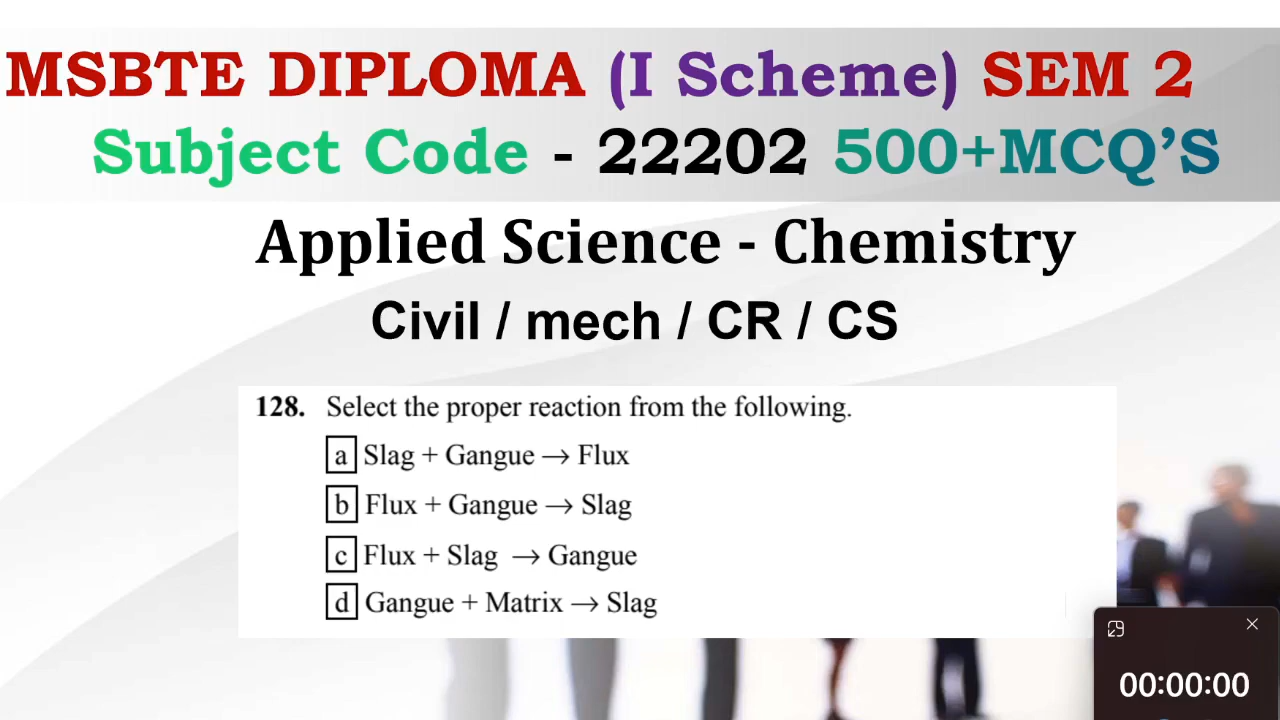 MSBTE DIPLOMA (I Scheme) SEM 2
Subject Code - 22202 500+MCQ’S
Applied Science - Chemistry
Civil / mech / CR / CS
128. Select the proper reaction from the following.
a Slag + Gangue → Flux
b Flux + Gangue → Slag
c Flux + Slag → Gangue
d Gangue + Matrix → Slag
00:00:00